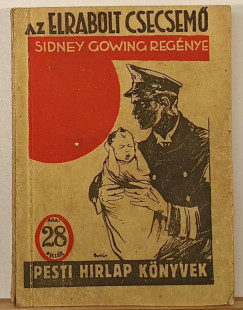 AZ ELRABOLT CSECSEMŐ
SIDNEY GOWING REGÉNYE
ÁRA
28
FILLÉR
PESTI HIRLAP KÖNYVEK